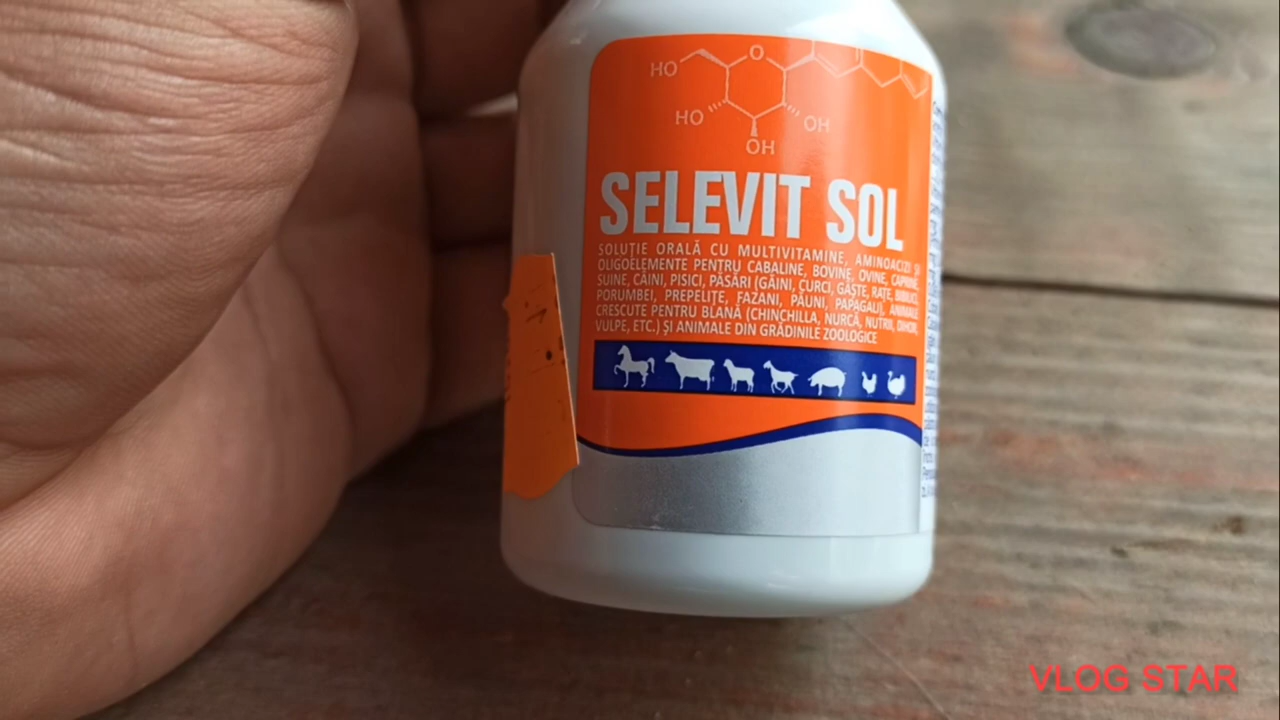 HO
O
HO
OH
OH
SELEVIT SOL
SOLUȚIE ORALĂ CU MULTIVITAMINE, AMINOACIZI ȘI
OLIGOELEMENTE PENTRU CABALINE, BOVINE, OVINE, CAPRINE,
SUINE, CÂINI, PISICI, PĂSĂRI (GĂINI, CURCI, GÂȘTE, RAȚE, BIBILICI,
PORUMBEI, PREPELIȚE, FAZANI, PĂUNI, PAPAGALI), ANIMALE
CRESCUTE PENTRU BLANĂ (CHINCHILLA, NURCĂ, NUTRII, DIHORI,
VULPE, ETC.) ȘI ANIMALE DIN GRĂDINILE ZOOLOGICE
VLOG STAR